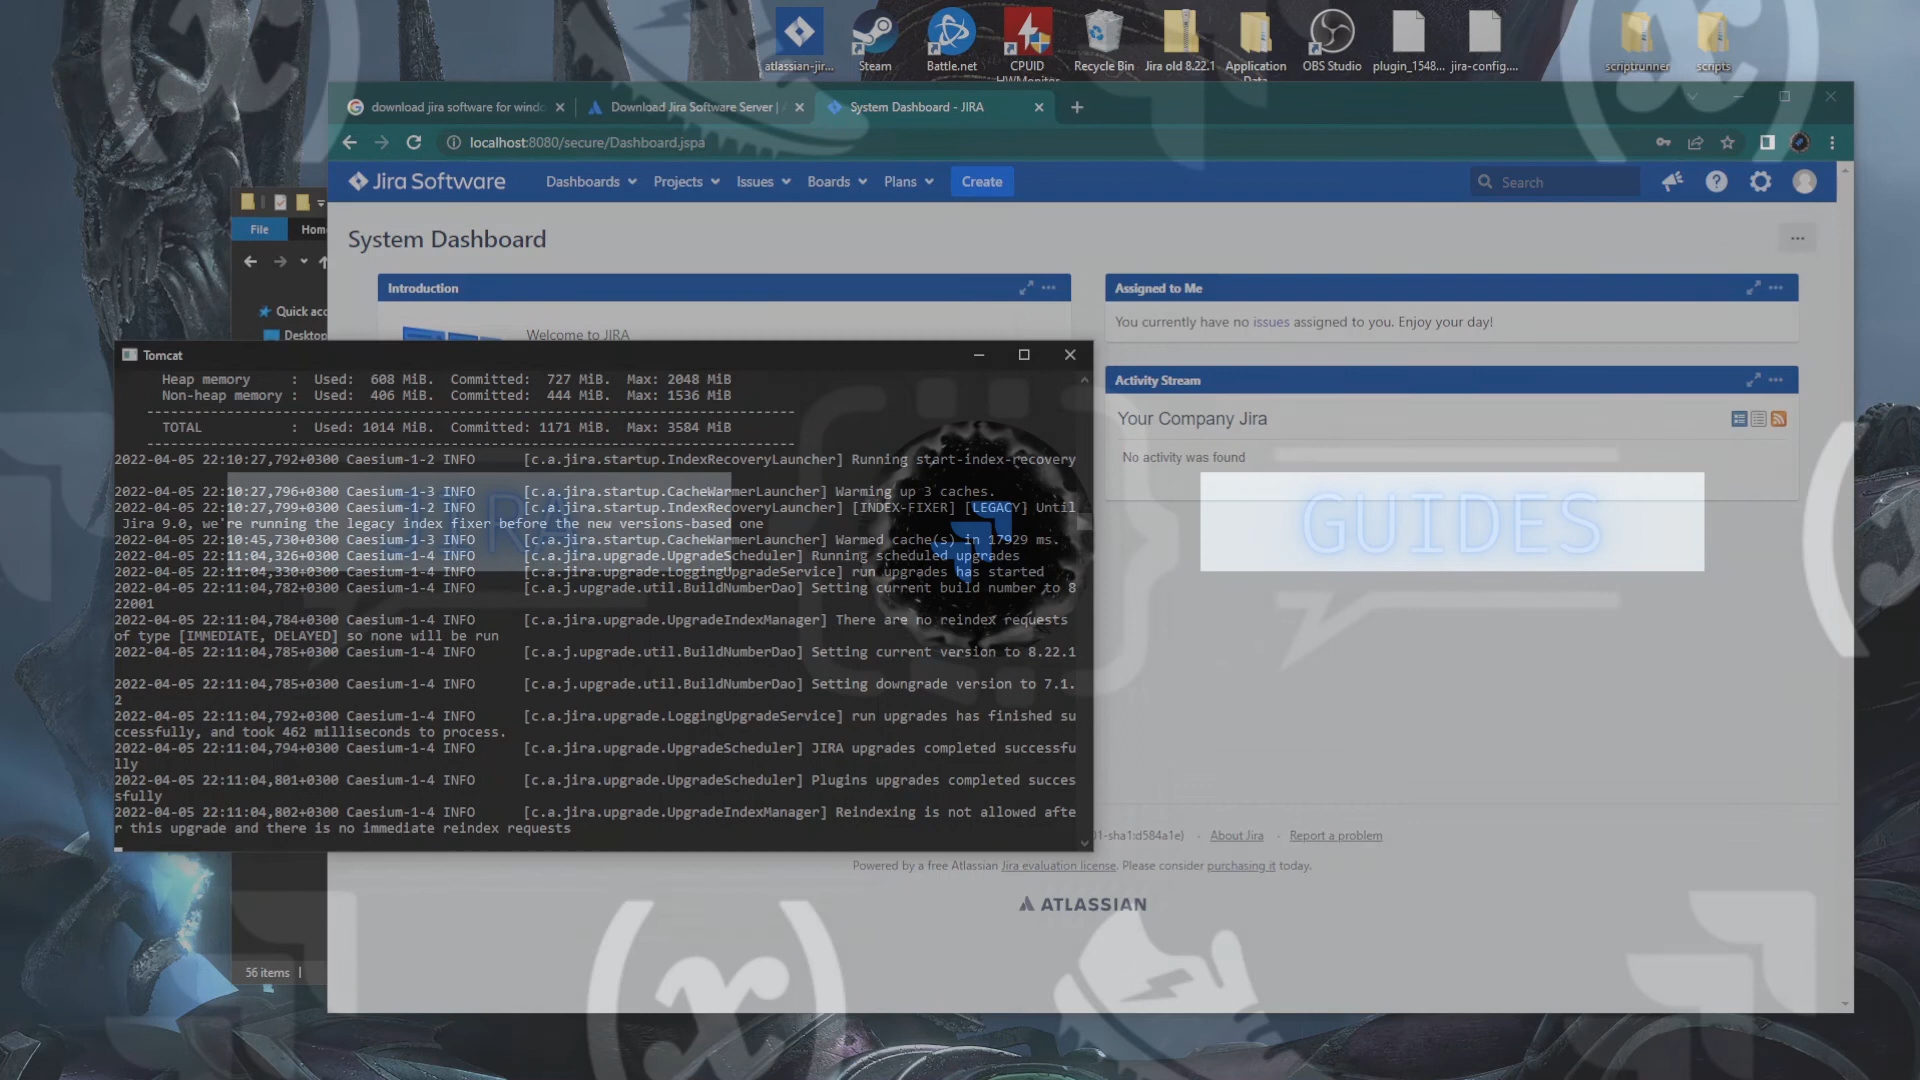 atlassian-jir...
Steam
Battle.net
CPUID
HWMonitor
Recycle Bin
Jira old 8.22.1
Application
Data
OBS Studio
plugin_1548...
jira-config....
scriptrunner
scripts
download jira software for windo
Download Jira Software Server |
System Dashboard - JIRA
localhost:8080/secure/Dashboard.jspa
Jira Software
Dashboards
Projects
Issues
Boards
Plans
Create
Search
File
Hom
System Dashboard
Introduction
Assigned to Me
Quick acc
Desktop
Welcome to JIRA
You currently have no issues assigned to you. Enjoy your day!
Tomcat
Activity Stream
Heap memory : Used: 608 MiB. Committed: 727 MiB. Max: 2048 MiB
Non-heap memory : Used: 406 MiB. Committed: 444 MiB. Max: 1536 MiB
TOTAL : Used: 1014 MiB. Committed: 1171 MiB. Max: 3584 MiB
Your Company Jira
No activity was found
2022-04-05 22:10:27,792+0300 Caesium-1-2 INFO [c.a.jira.startup.IndexRecoveryLauncher] Running start-index-recovery
2022-04-05 22:10:27,796+0300 Caesium-1-3 INFO [c.a.jira.startup.CacheWarmerLauncher] Warming up 3 caches.
2022-04-05 22:10:27,799+0300 Caesium-1-2 INFO [c.a.jira.startup.IndexRecoveryLauncher] [INDEX-FIXER] [LEGACY] Until
Jira 9.0, we're running the legacy index fixer before the new versions-based one
2022-04-05 22:10:45,730+0300 Caesium-1-3 INFO [c.a.jira.startup.CacheWarmerLauncher] Warmed cache(s) in 17929 ms.
2022-04-05 22:11:04,326+0300 Caesium-1-4 INFO [c.a.jira.upgrade.UpgradeScheduler] Running scheduled upgrades
2022-04-05 22:11:04,330+0300 Caesium-1-4 INFO [c.a.jira.upgrade.LoggingUpgradeService] run upgrades has started
2022-04-05 22:11:04,782+0300 Caesium-1-4 INFO [c.a.j.upgrade.util.BuildNumberDao] Setting current build number to 8
22001
2022-04-05 22:11:04,784+0300 Caesium-1-4 INFO [c.a.jira.upgrade.UpgradeIndexManager] There are no reindex requests
of type [IMMEDIATE, DELAYED] so none will be run
2022-04-05 22:11:04,785+0300 Caesium-1-4 INFO [c.a.j.upgrade.util.BuildNumberDao] Setting current version to 8.22.1
2022-04-05 22:11:04,785+0300 Caesium-1-4 INFO [c.a.j.upgrade.util.BuildNumberDao] Setting downgrade version to 7.1.
2
2022-04-05 22:11:04,792+0300 Caesium-1-4 INFO [c.a.jira.upgrade.LoggingUpgradeService] run upgrades has finished su
ccessfully, and took 462 milliseconds to process.
2022-04-05 22:11:04,794+0300 Caesium-1-4 INFO [c.a.jira.upgrade.UpgradeScheduler] JIRA upgrades completed successfu
lly
2022-04-05 22:11:04,801+0300 Caesium-1-4 INFO [c.a.jira.upgrade.UpgradeScheduler] Plugins upgrades completed succes
sfully
2022-04-05 22:11:04,802+0300 Caesium-1-4 INFO [c.a.jira.upgrade.UpgradeIndexManager] Reindexing is not allowed afte
r this upgrade and there is no immediate reindex requests
JIRA
GUIDES
01-sha1:d584a1e) · About Jira · Report a problem
Powered by a free Atlassian Jira evaluation license. Please consider purchasing it today.
ATLASSIAN
56 items
(x)
(x)
(x)